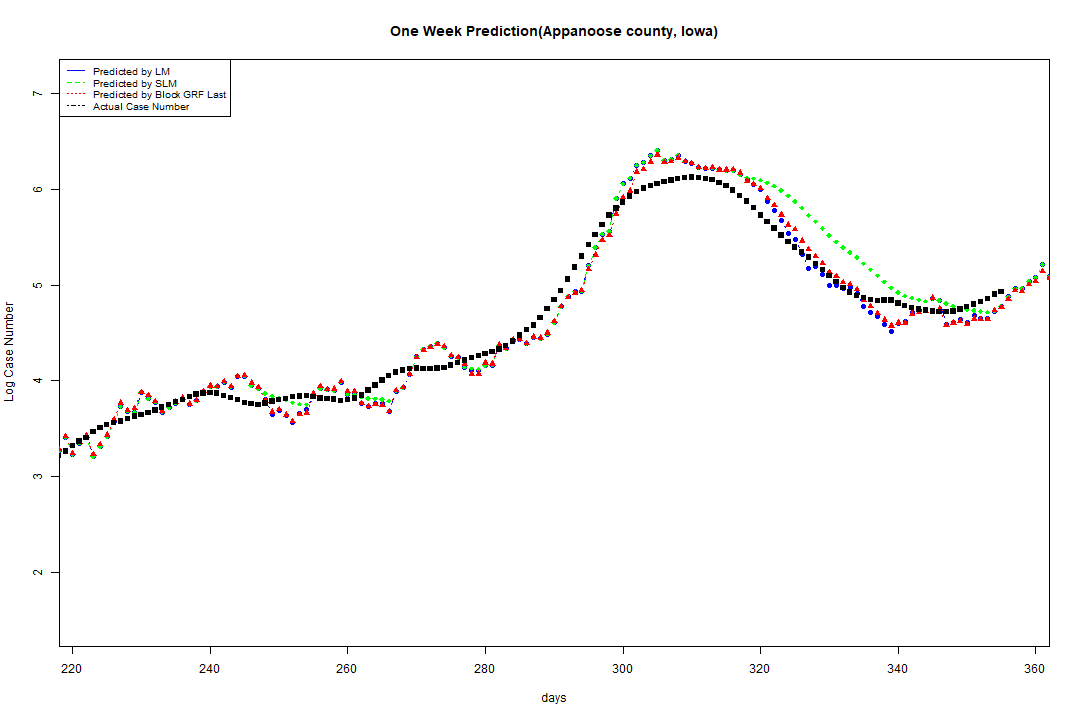 One Week Prediction(Appanoose county, Iowa)
Predicted by LM
Predicted by SLM
Predicted by Block GRF Last
Actual Case Number
7
6
5
4
3
2
Log Case Number
220 240 260 280 300 320 340 360
days